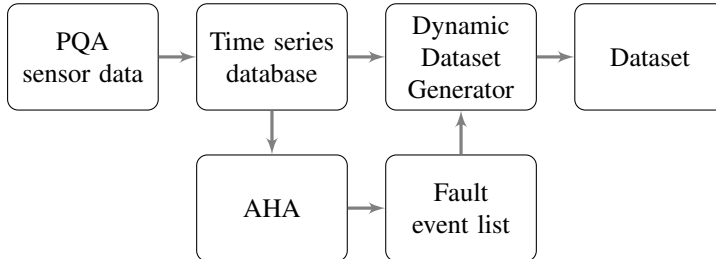 PQA
sensor data
Time series
database
Dynamic
Dataset
Generator
Dataset
AHA
Fault
event list